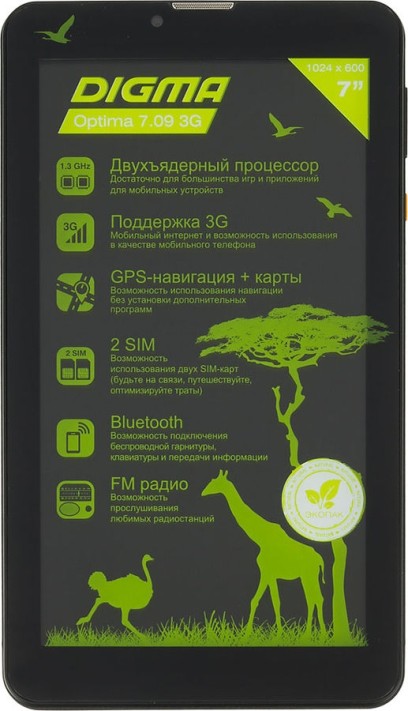 DIGMA
Optima 7.09 3G
1024 x 600
7”
1.3 GHz
Двухъядерный процессор
Достаточно для большинства игр и приложений
для мобильных устройств
3G
Поддержка 3G
Мобильный интернет и возможность использования
в качестве мобильного телефона
GPS-навигация + карты
Возможность использования навигации
без установки дополнительных
программ
2 SIM
2 SIM
Возможность
использования двух SIM-карт
(будьте на связи, путешествуйте,
оптимизируйте траты)
Bluetooth
Возможность подключения
беспроводной гарнитуры,
клавиатуры и передачи информации
FM радио
Возможность
прослушивания
любимых радиостанций
ЭКОПАК